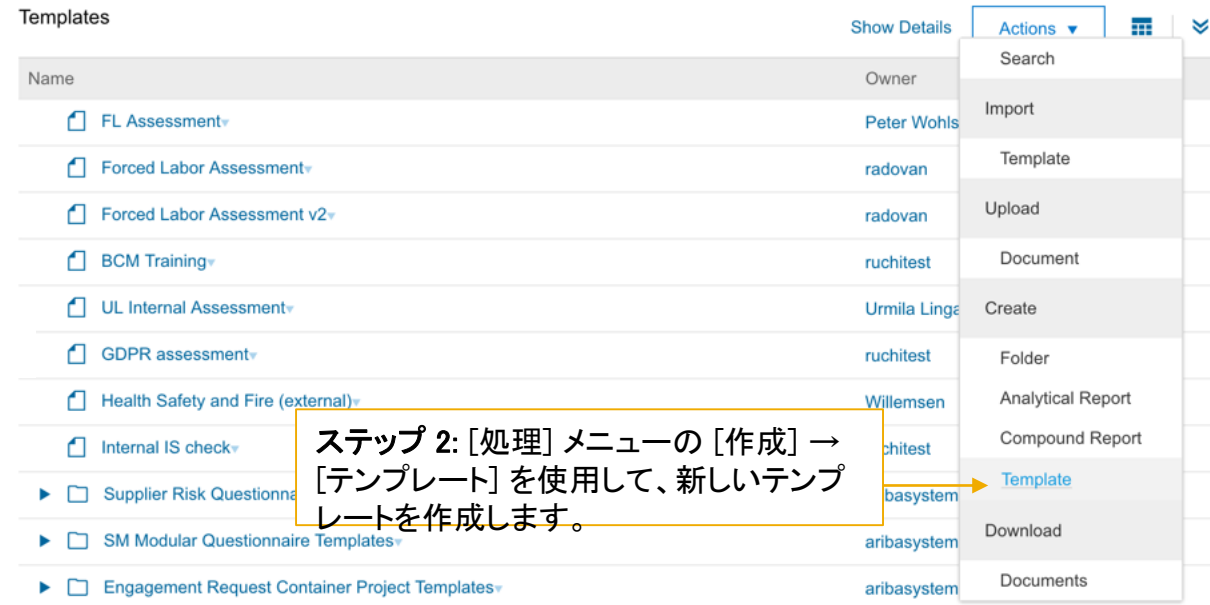 Templates
Show Details
Actions ▼
Search
Name
Owner
Import
FL Assessment
Peter Wohls
Template
Forced Labor Assessment
radovan
Upload
Forced Labor Assessment v2
radovan
Document
BCM Training
ruchitest
Create
UL Internal Assessment
Urmila Linga
Folder
GDPR assessment
ruchitest
Analytical Report
Health Safety and Fire (external)
Willemsen
Compound Report
Internal IS check
chitest
ステップ 2: [処理] メニューの [作成] →
[テンプレート] を使用して、新しいテンプ
レートを作成します。
Template
Supplier Risk Questionna
basystem
Download
SM Modular Questionnaire Templates
aribasystem
Documents
Engagement Request Container Project Templates
aribasystem